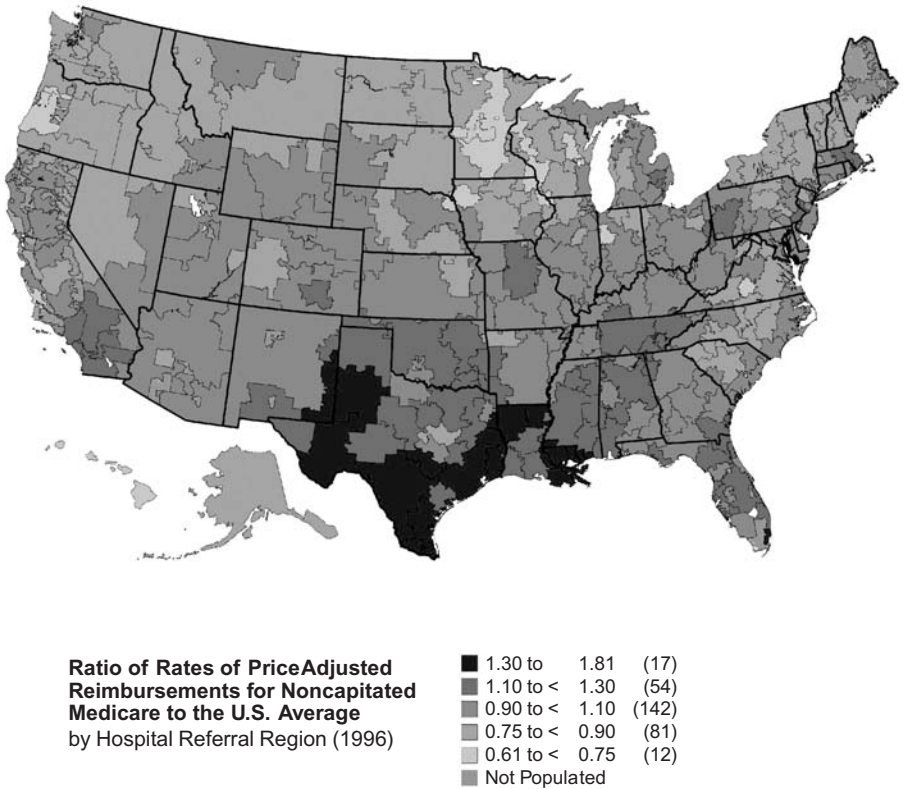 Ratio of Rates of PriceAdjusted
Reimbursements for Noncapitated
Medicare to the U.S. Average
by Hospital Referral Region (1996)
1.30 to 1.81 (17)
1.10 to < 1.30 (54)
0.90 to < 1.10 (142)
0.75 to < 0.90 (81)
0.61 to < 0.75 (12)
Not Populated